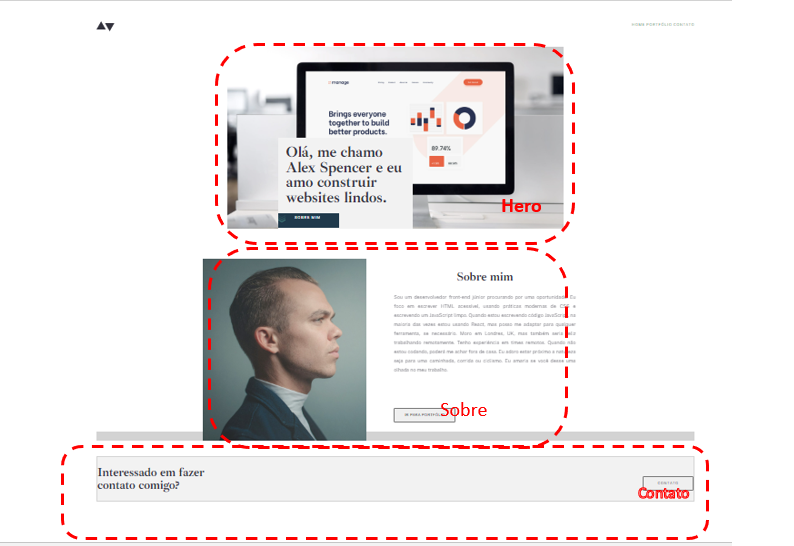 HOME PORTFÓLIO CONTATO
manage
Brings everyone
together to build
better products.
89.74%
Olá, me chamo
Alex Spencer e eu
amo construir
websites lindos.
SOBRE MIM
Hero
Sobre mim
Sou um desenvolvedor front-end júnior procurando por uma oportunidade. Eu
foco em escrever HTML acessível, usando práticas modernas de CSS e
escrevendo um JavaScript limpo. Quando estou escrevendo código JavaScript, na
maioria das vezes estou usando React, mas posso me adaptar para qualquer
ferramenta, se necessário. Moro em Londres, UK, mas também seria feliz
trabalhando remotamente. Tenho experiência em times remotos. Quando não
estou codando, poderá me achar fora de casa. Eu adoro estar próximo a natureza
seja para uma caminhada, corrida ou ciclismo. Eu amaria se você desse uma
olhada no meu trabalho.
IR PARA PORTFÓLIO
Sobre
Interessado em fazer
contato comigo?
CONTATO
Contato